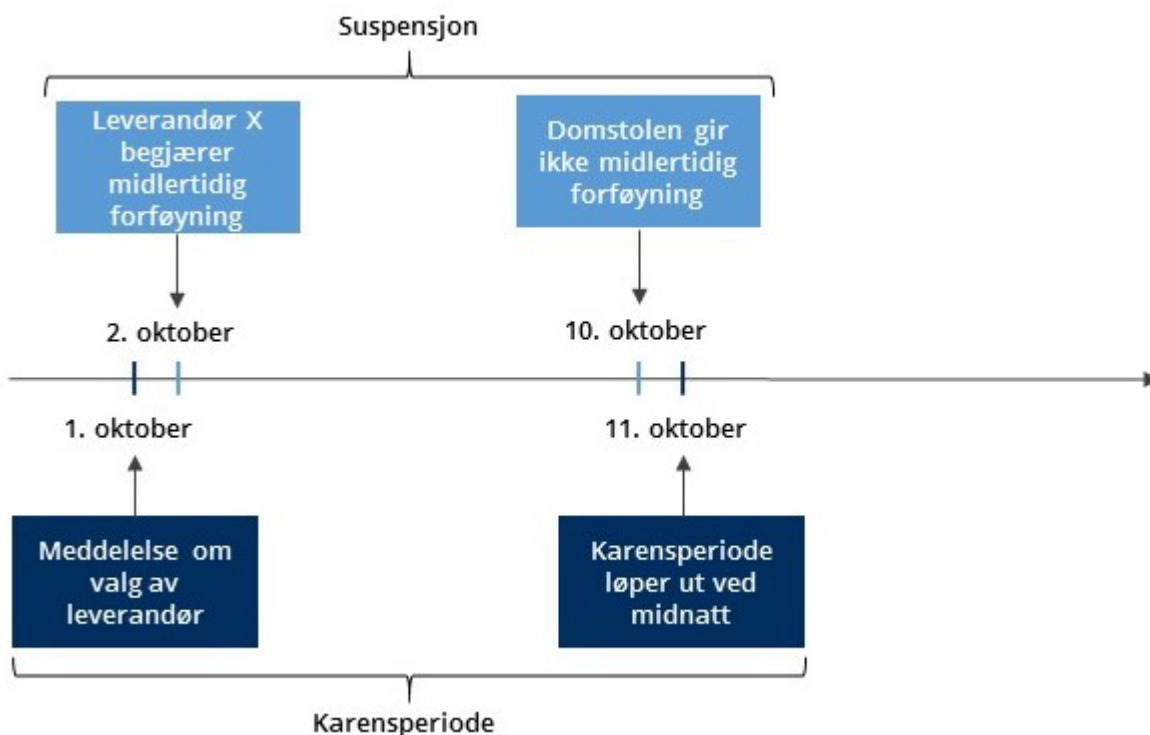 Suspensjon
Leverandør X
begjærer
midlertidig
forføyning
Domstolen gir
ikke midlertidig
forføyning
2. oktober
10. oktober
1. oktober
11. oktober
Meddelelse om
valg av
leverandør
Karensperiode
løper ut ved
midnatt
Karensperiode